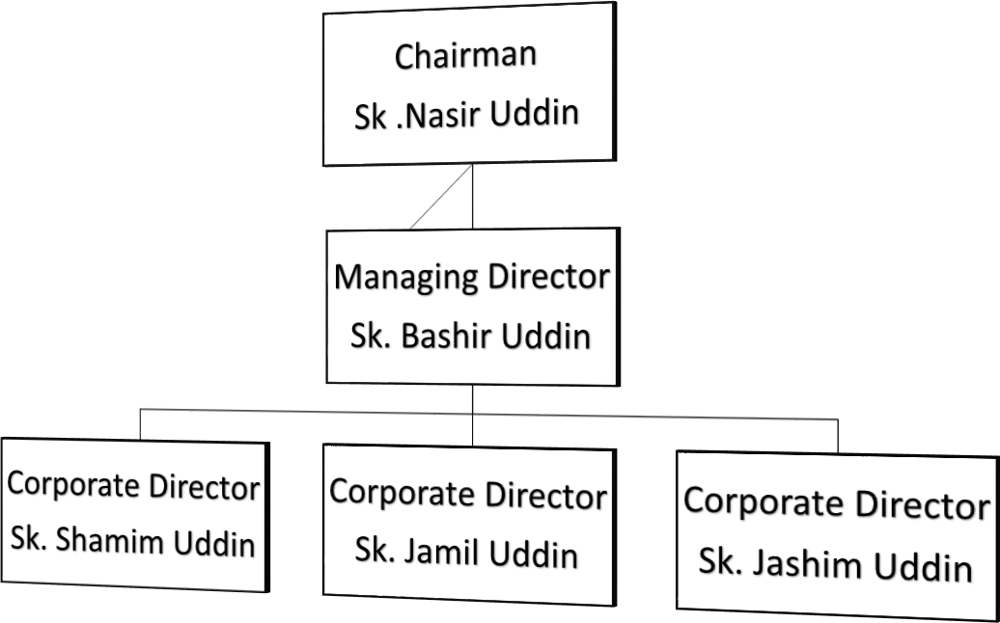 Chairman
Sk .Nasir Uddin
Managing Director
Sk. Bashir Uddin
Corporate Director
Sk. Shamim Uddin
Corporate Director
Sk. Jamil Uddin
Corporate Director
Sk. Jashim Uddin